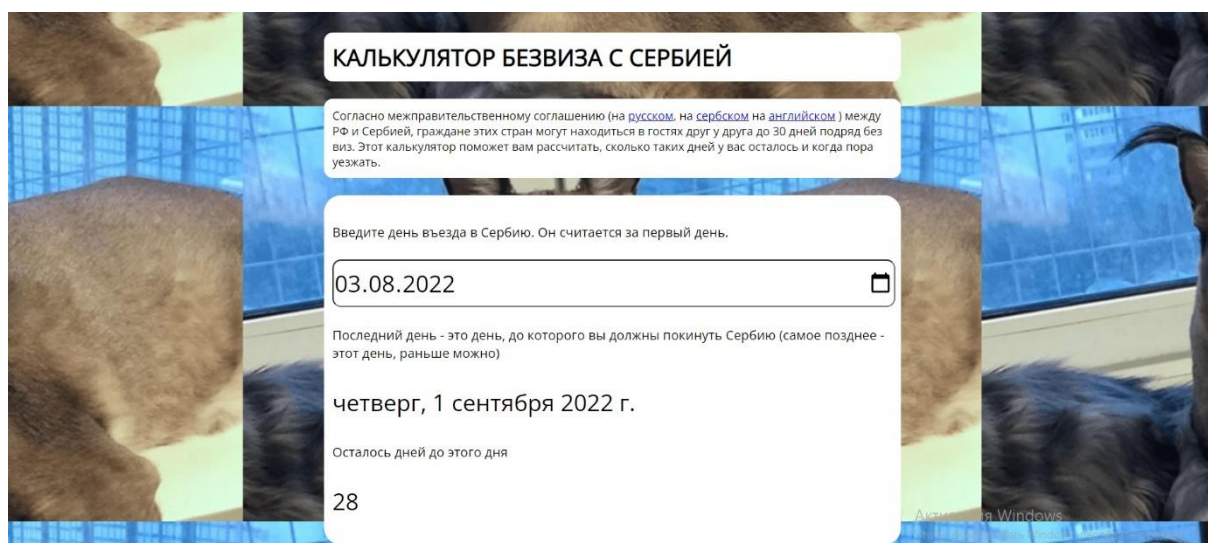 КАЛЬКУЛЯТОР БЕЗВИЗА С СЕРБИЕЙ
Согласно межправительственному соглашению (на русском, на сербском на английском ) между
РФ и Сербией, граждане этих стран могут находиться в гостях друг у друга до 30 дней подряд без
виз. Этот калькулятор поможет вам рассчитать, сколько таких дней у вас осталось и когда пора
уезжать.
Введите день въезда в Сербию. Он считается за первый день.
03.08.2022
Последний день - это день, до которого вы должны покинуть Сербию (самое позднее -
этот день, раньше можно)
четверг, 1 сентября 2022 г.
Осталось дней до этого дня
28
Windows